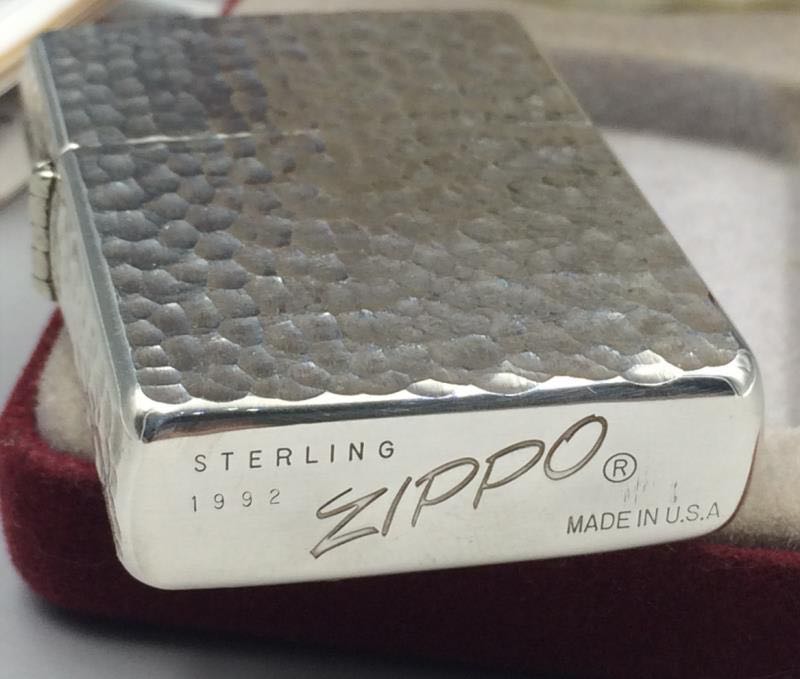 STERLING
1992
ZIPPO ®
MADE IN U.S.A